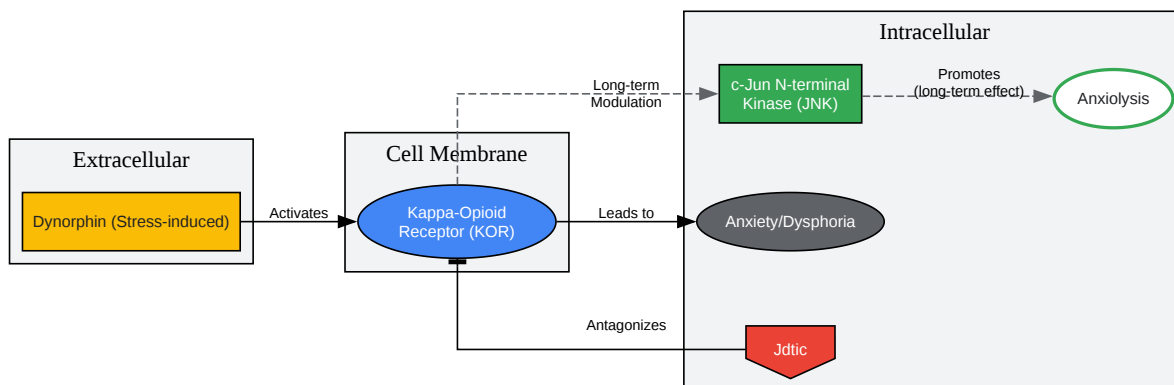 Intracellular
Long-term
Modulation
c-Jun N-terminal
Kinase (JNK)
Promotes
(long-term effect)
Anxiolysis
Extracellular
Cell Membrane
Dynorphin (Stress-induced)
Activates
Kappa-Opioid
Receptor (KOR)
Leads to
Anxiety/Dysphoria
Antagonizes
Jdtic